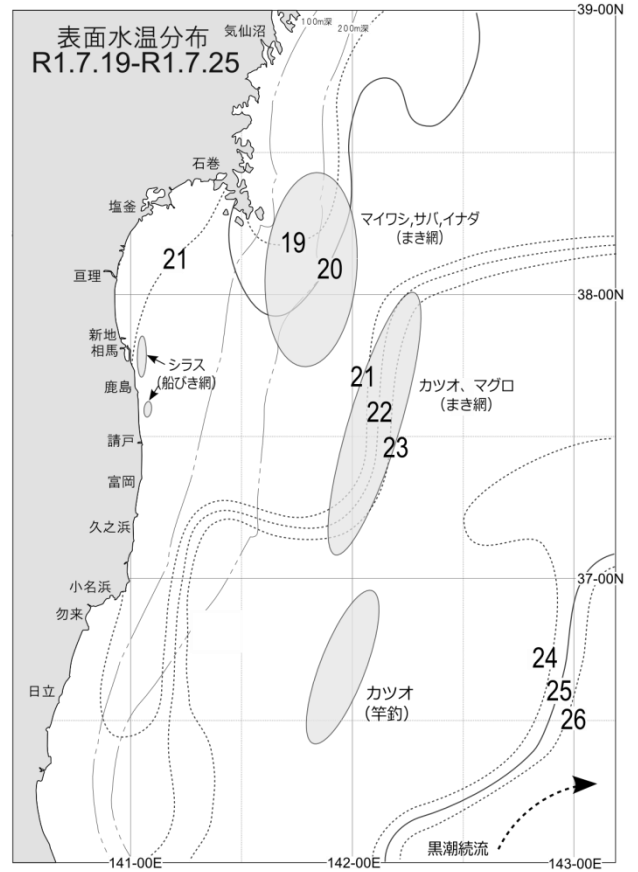 39-00N
気仙沼
100m深
200m深
表面水温分布
R1.7.19-R1.7.25
石巻
塩釜
マイワシ,サバ,イナダ
(まき網)
19
20
21
亘理
38-00N
新地
相馬
シラス
(船びき網)
鹿島
21
カツオ、マグロ
(まき網)
22
23
請戸
富岡
久之浜
37-00N
小名浜
勿来
24
25
26
日立
カツオ
(竿釣)
黒潮続流
141-00E
142-00E
143-00E